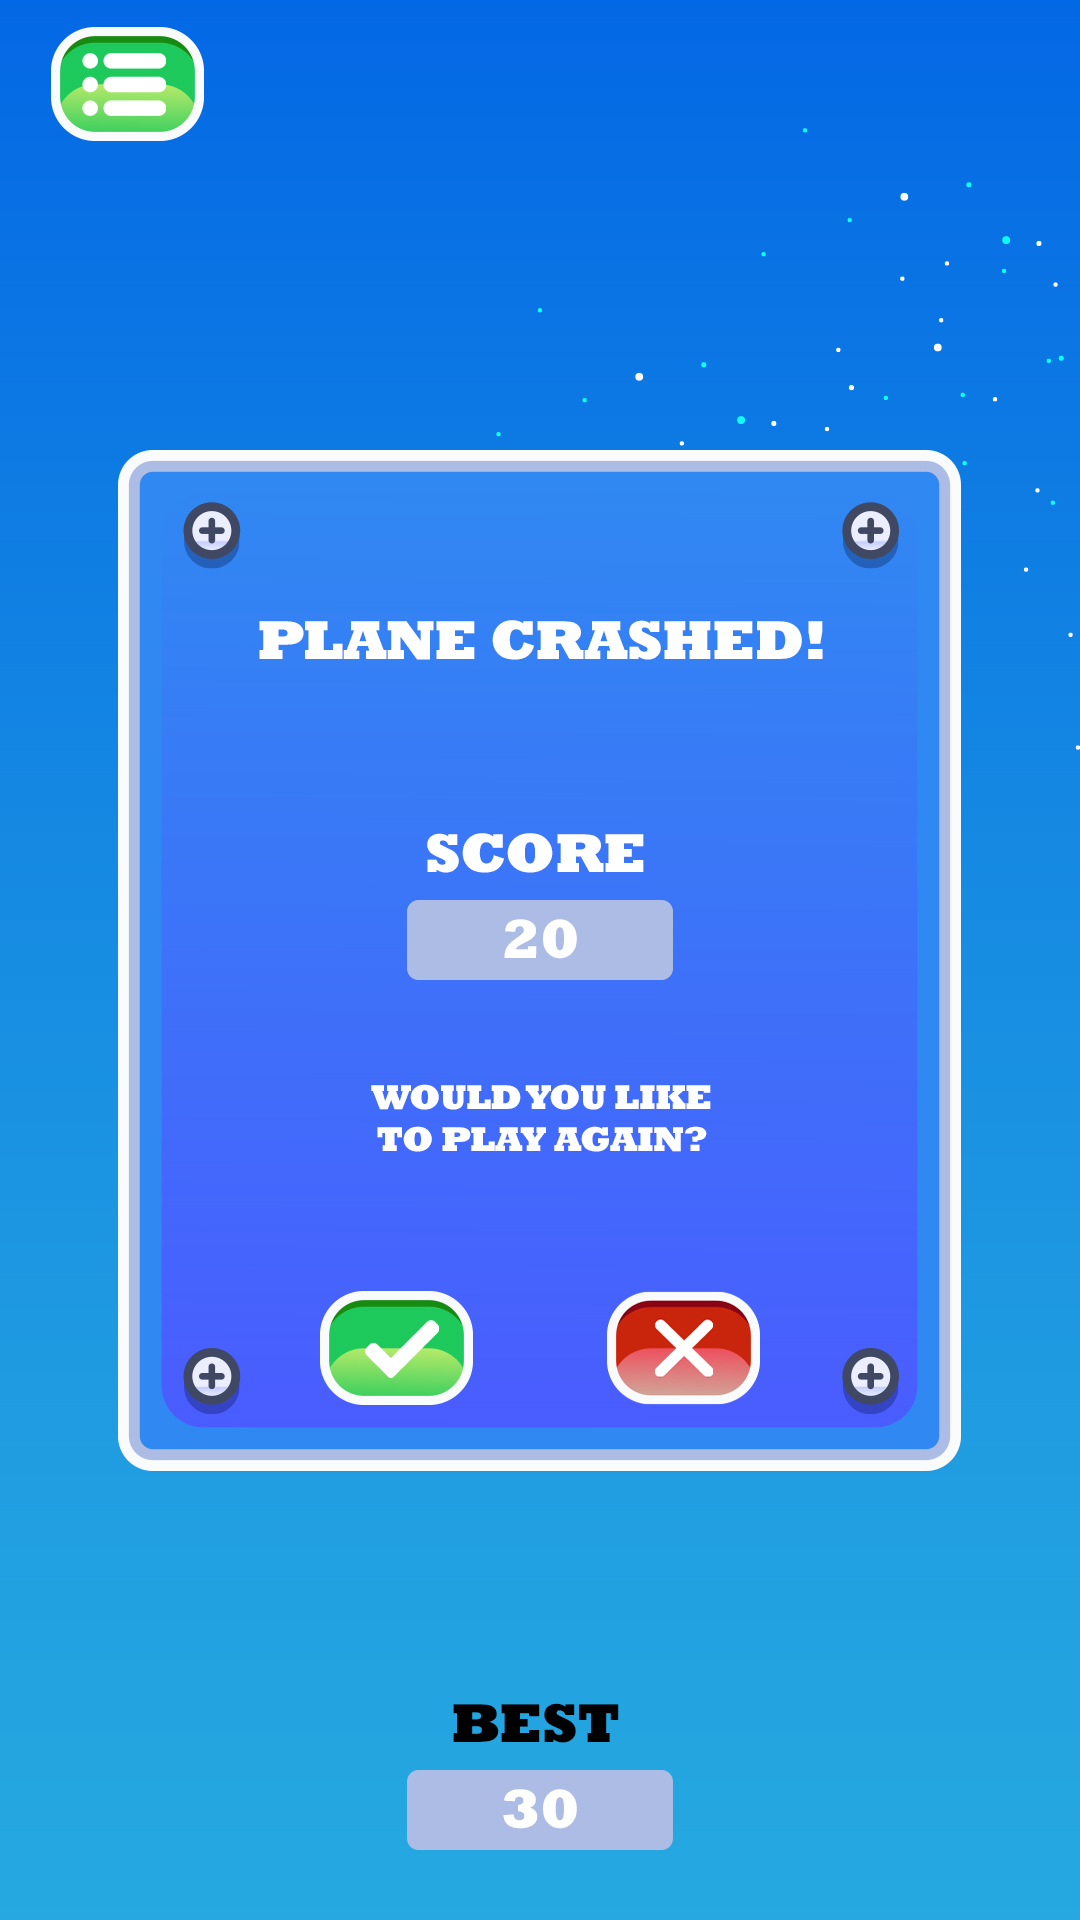 PLANE CRASHED!
SCORE
20
WOULD YOU LIKE
TO PLAY AGAIN?
BEST
30